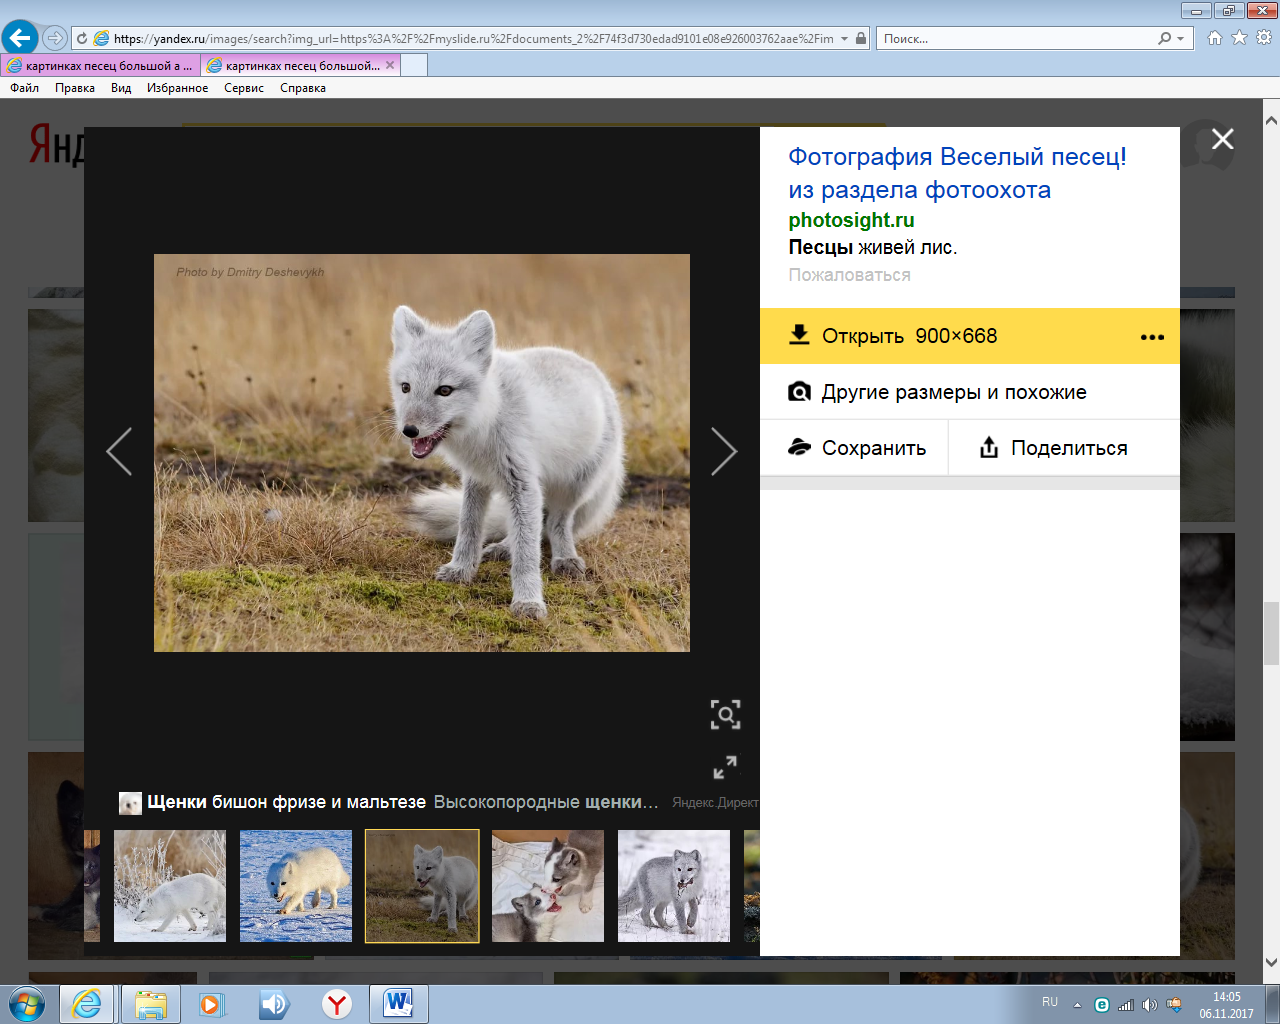 https://yandex.ru/images/search?img_url=https%3A%2F%2Fmyslide.ru%2Fdocuments_2%2F74f3d730edad9101e08e926003762aae%2Fim
Поиск...
картинках песец большой а ...
картинках песец большой...
Файл Правка Вид Избранное Сервис Справка
Янд
Фотография Веселый песец!
из раздела фотоохота
photosight.ru
Песцы живей лис.
Пожаловаться
Photo by Dmitry Deshevykh
Открыть 900×668
Другие размеры и похожие
Сохранить
Поделиться
Щенки бишон фризе и мальтезе Высокопородные щенки... Яндекс.Директ
RU
14:05
06.11.2017